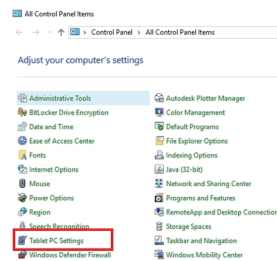 All Control Panel Items
Control Panel > All Control Panel Items
Adjust your computer's settings
Administrative Tools
BitLocker Drive Encryption
Date and Time
Ease of Access Center
Fonts
Internet Options
Mouse
Power Options
Region
Speech Recognition
Tablet PC Settings
Windows Defender Firewall
Autodesk Plotter Manager
Color Management
Default Programs
File Explorer Options
Indexing Options
Java (32-bit)
Network and Sharing Center
Programs and Features
RemoteApp and Desktop Connection
Storage Spaces
Taskbar and Navigation
Windows Mobility Center